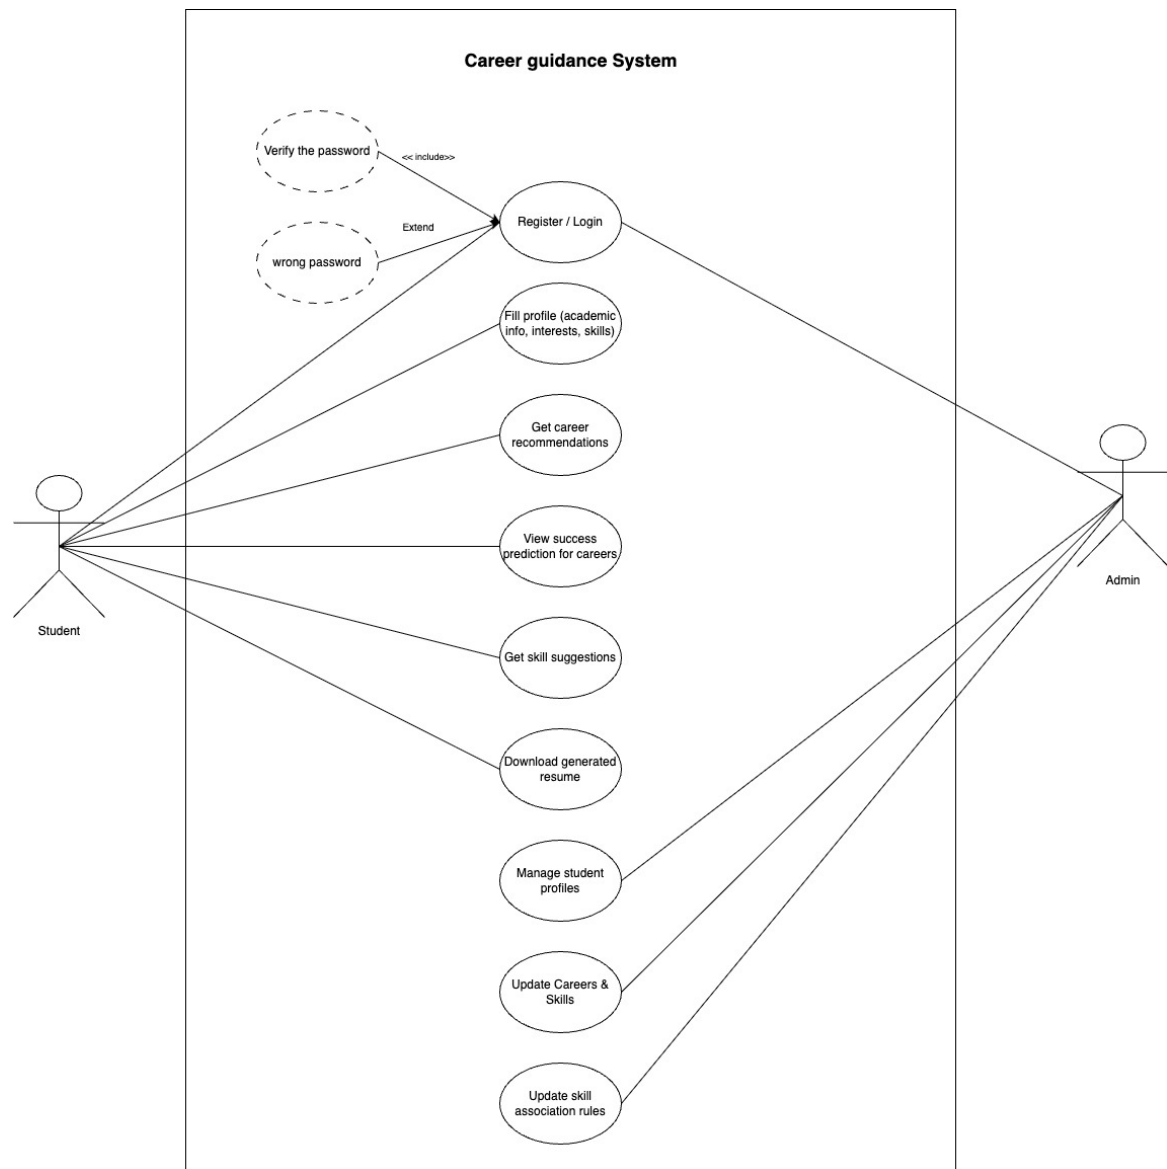 Career guidance System
Verify the password
<< include>>
Register / Login
Extend
wrong password
Fill profile (academic
info, interests, skills)
Get career
recommendations
View success
prediction for careers
Admin
Student
Get skill suggestions
Download generated
resume
Manage student
profiles
Update Careers &
Skills
Update skill
association rules